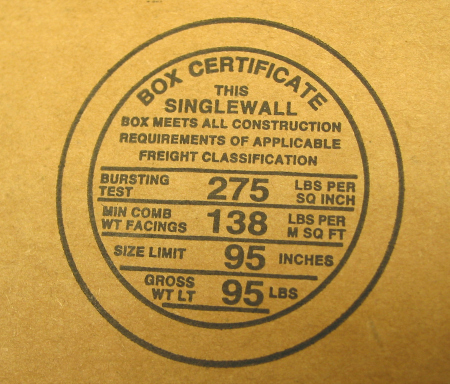 BOX CERTIFICATE
THIS
SINGLEWALL
BOX MEETS ALL CONSTRUCTION
REQUIREMENTS OF APPLICABLE
FREIGHT CLASSIFICATION
BURSTING TEST 275 LBS PER SQ INCH
MIN COMB WT FACINGS 138 LBS PER M SQ FT
SIZE LIMIT 95 INCHES
GROSS WT LT 95 LBS